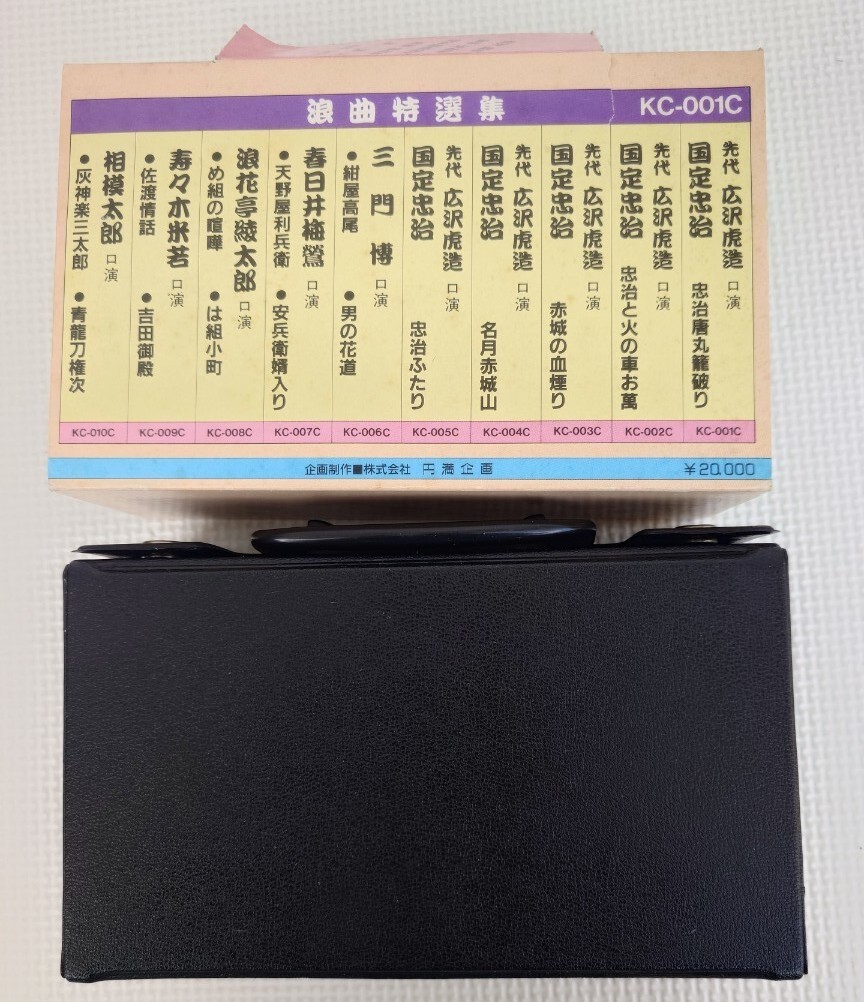 浪曲特選集
KC-001C
先代 広沢虎造 口演
国定忠治 忠治唐丸籠破り
KC-001C
先代 広沢虎造 口演
国定忠治 忠治と火の車お萬
KC-002C
先代 広沢虎造 口演
国定忠治 赤城の血煙り
KC-003C
先代 広沢虎造 口演
国定忠治 名月赤城山
KC-004C
先代 広沢虎造 口演
国定忠治 忠治ふたり
KC-005C
三門博 口演
●紺屋高尾 ●男の花道
KC-006C
春日井梅鶯 口演
●天野屋利兵衛 ●安兵衛婿入り
KC-007C
浪花亭綾太郎 口演
●め組の喧嘩 ●は組小町
KC-008C
寿々木米若 口演
●佐渡情話 ●吉田御殿
KC-009C
相模太郎 口演
●灰神楽三太郎 ●青龍刀権次
KC-010C
企画制作■株式会社 円満企画
¥20,000